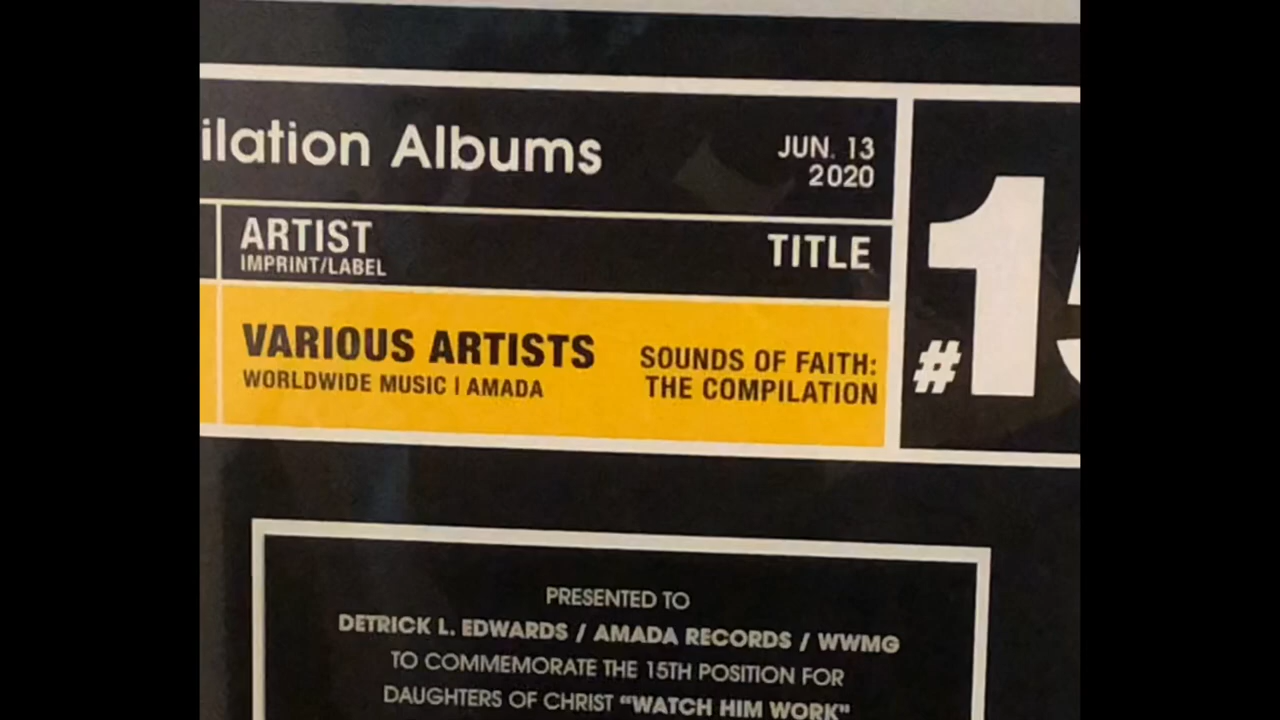 ilation Albums
JUN. 13
2020
ARTIST
IMPRINT/LABEL
TITLE
VARIOUS ARTISTS
WORLDWIDE MUSIC | AMADA
SOUNDS OF FAITH:
THE COMPILATION
#15
PRESENTED TO
DETRICK L. EDWARDS / AMADA RECORDS / WWMG
TO COMMEMORATE THE 15TH POSITION FOR
DAUGHTERS OF CHRIST "WATCH HIM WORK"